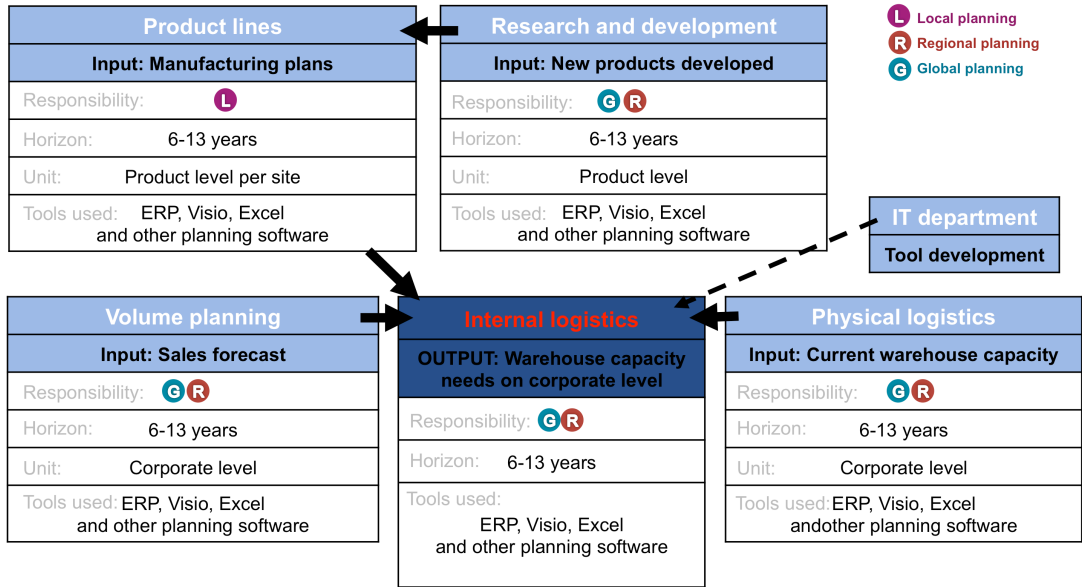 Product lines
Input: Manufacturing plans
Responsibility: L
Horizon: 6-13 years
Unit: Product level per site
Tools used: ERP, Visio, Excel
and other planning software
Research and development
Input: New products developed
Responsibility: G R
Horizon: 6-13 years
Unit: Product level
Tools used: ERP, Visio, Excel
and other planning software
L Local planning
R Regional planning
G Global planning
IT department
Tool development
Volume planning
Input: Sales forecast
Responsibility: G R
Horizon: 6-13 years
Unit: Corporate level
Tools used: ERP, Visio, Excel
and other planning software
Internal logistics
OUTPUT: Warehouse capacity
needs on corporate level
Responsibility: G R
Horizon: 6-13 years
Tools used:
ERP, Visio, Excel
and other planning software
Physical logistics
Input: Current warehouse capacity
Responsibility: G R
Horizon: 6-13 years
Unit: Corporate level
Tools used: ERP, Visio, Excel
andother planning software